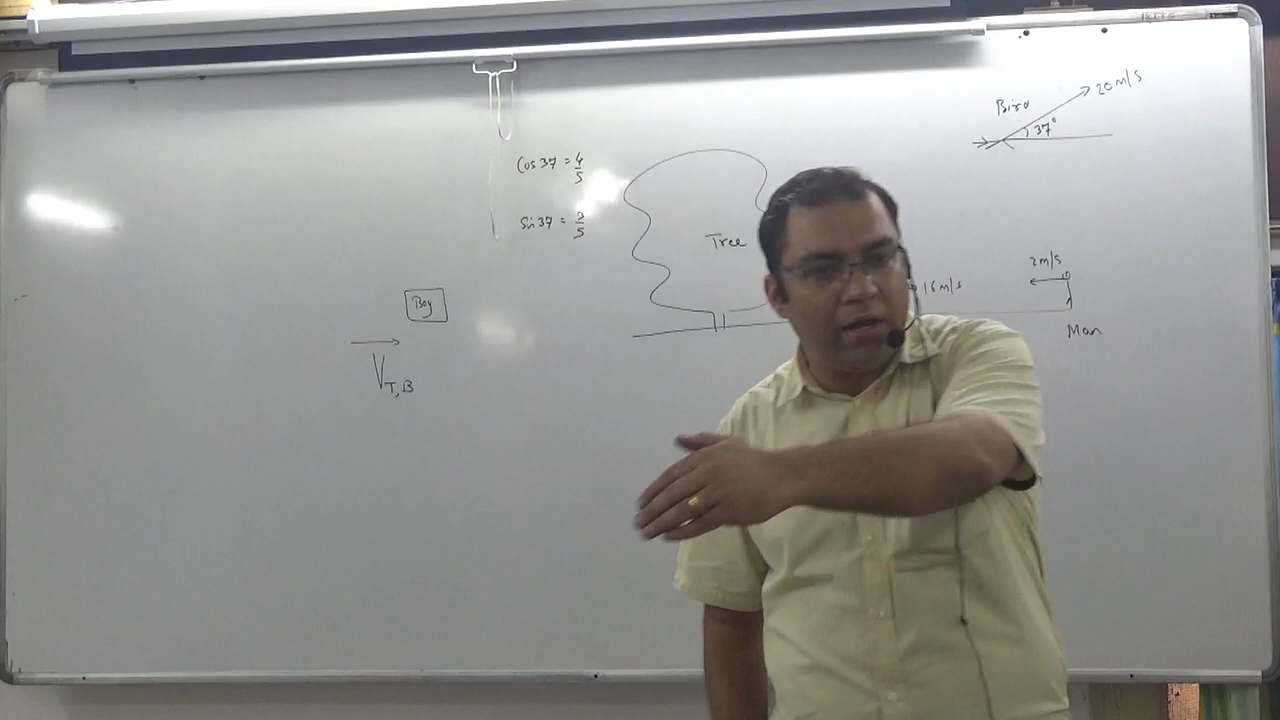 Bird
20 m/s
37°
Cos 37 = 4/5
Sin 37 = 3/5
Tree
2 m/s
16 m/s
Man
Boy
V T, B